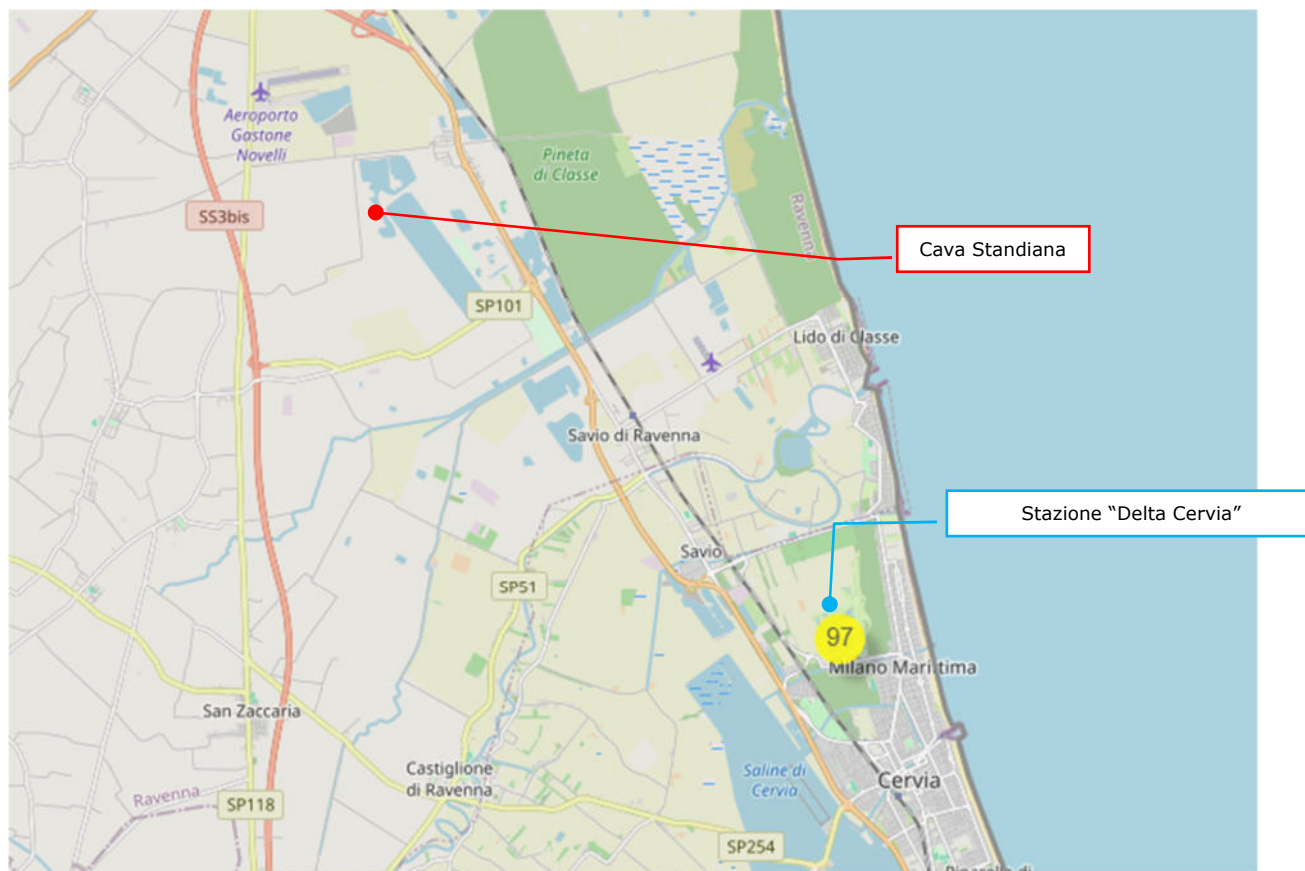 Aeroporto
Gastone
Novelli
Pineta
di Classe
SS3bis
Ravenna
Cava Standiana
SP101
Lido di Classe
Savio di Ravenna
Stazione “Delta Cervia”
Savio
SP51
97
Milano Marittima
San Zaccaria
Castiglione
di Ravenna
Saline di
Cervia
Cervia
Ravenna
SP118
SP254